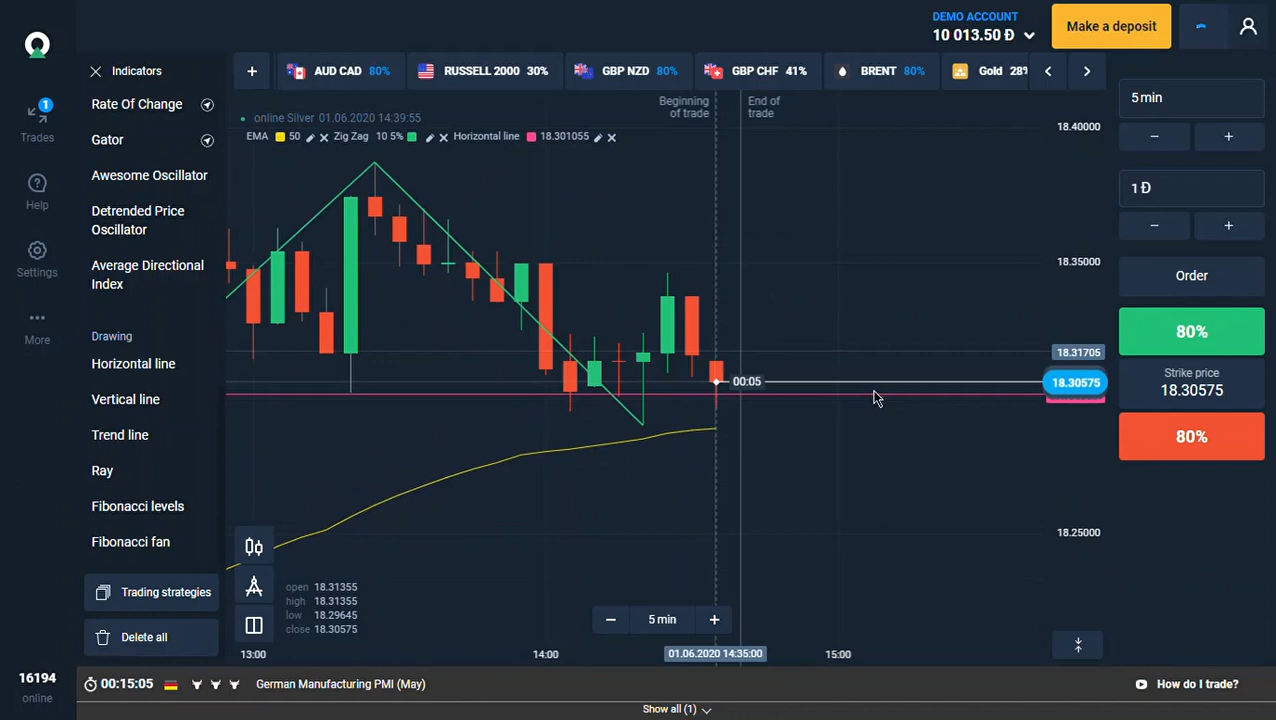 DEMO ACCOUNT
10 013.50 Đ
Make a deposit
Indicators
AUD CAD 80%
RUSSELL 2000 30%
GBP NZD 80%
GBP CHF 41%
BRENT 80%
Gold 28%
1
Trades
Help
Settings
More
Rate Of Change
Gator
Awesome Oscillator
Detrended Price
Oscillator
Average Directional
Index
Drawing
Horizontal line
Vertical line
Trend line
Ray
Fibonacci levels
Fibonacci fan
Trading strategies
Delete all
Beginning
of trade
End of
trade
online Silver 01.06.2020 14:39:55
EMA 50 Zig Zag 10 5% Horizontal line 18.301055
18.40000
18.35000
18.31705
18.30575
18.25000
00:05
open 18.31355
high 18.31355
low 18.29645
close 18.30575
5 min
13:00
14:00
01.06.2020 14:35:00
15:00
5 min
1 Đ
Order
80%
Strike price
18.30575
80%
16194
online
00:15:05
German Manufacturing PMI (May)
How do I trade?
Show all (1)